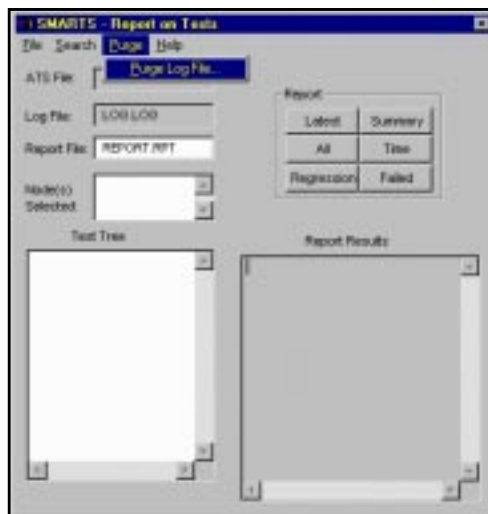 SMARTS - Report on Tests
File Search Purge Help
Purge Log File...
ATS File:
Log File: LOG.LOG
Report File: REPORT.RPT
Node(s)
Selected:
Report
Latest Summary
All Time
Regression Failed
Test Tree
Report Results